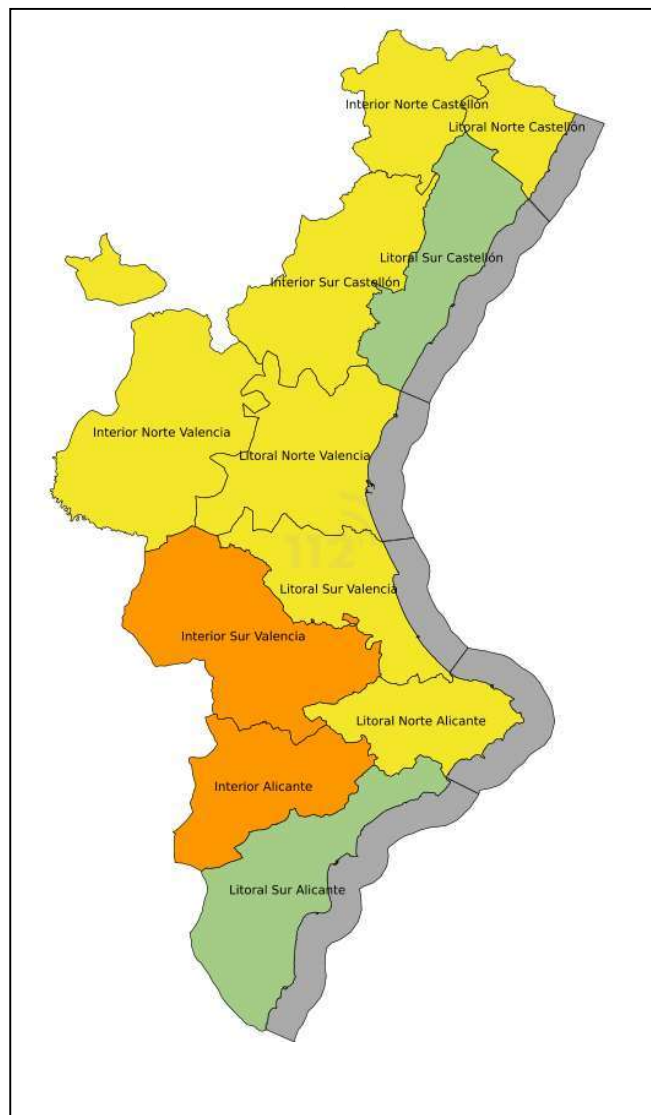 Interior Norte Castellón
Litoral Norte Castellón
Litoral Sur Castellón
Interior Sur Castellón
Interior Norte Valencia
Litoral Norte Valencia
112
Litoral Sur Valencia
Interior Sur Valencia
Litoral Norte Alicante
Interior Alicante
Litoral Sur Alicante